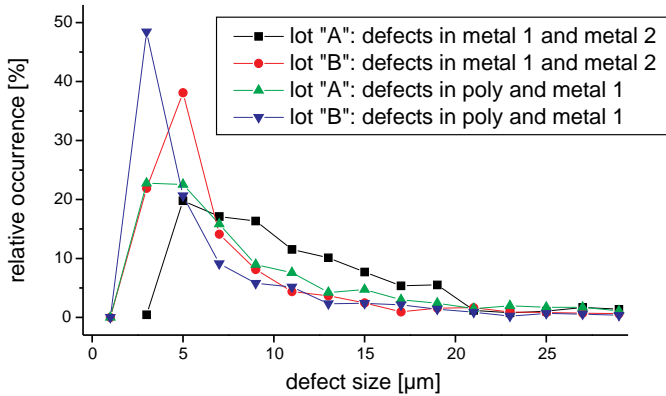 50
40
30
20
10
0
relative occurrence [%]
lot "A": defects in metal 1 and metal 2
lot "B": defects in metal 1 and metal 2
lot "A": defects in poly and metal 1
lot "B": defects in poly and metal 1
0 5 10 15 20 25
defect size [μm]